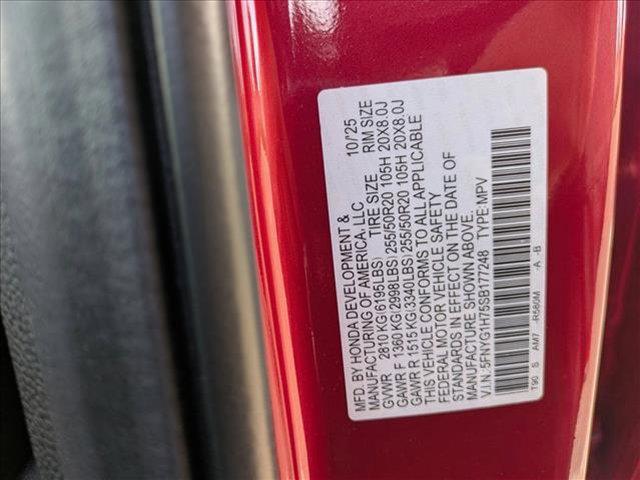 MFD. BY HONDA DEVELOPMENT &
MANUFACTURING OF AMERICA, LLC 10/'25
TIRE SIZE RIM SIZE
GVWR 2810 KG(6195LBS)
GAWR F 1360 KG(2998LBS) 255/50R20 105H 20X8.0J
GAWR R 1515 KG(3340LBS) 255/50R20 105H 20X8.0J
THIS VEHICLE CONFORMS TO ALL APPLICABLE
FEDERAL MOTOR VEHICLE SAFETY
STANDARDS IN EFFECT ON THE DATE OF
MANUFACTURE SHOWN ABOVE.
V.I.N.:5FNYG1H75SB177248 TYPE:MPV
T90 S AM7 -R580M -A -B